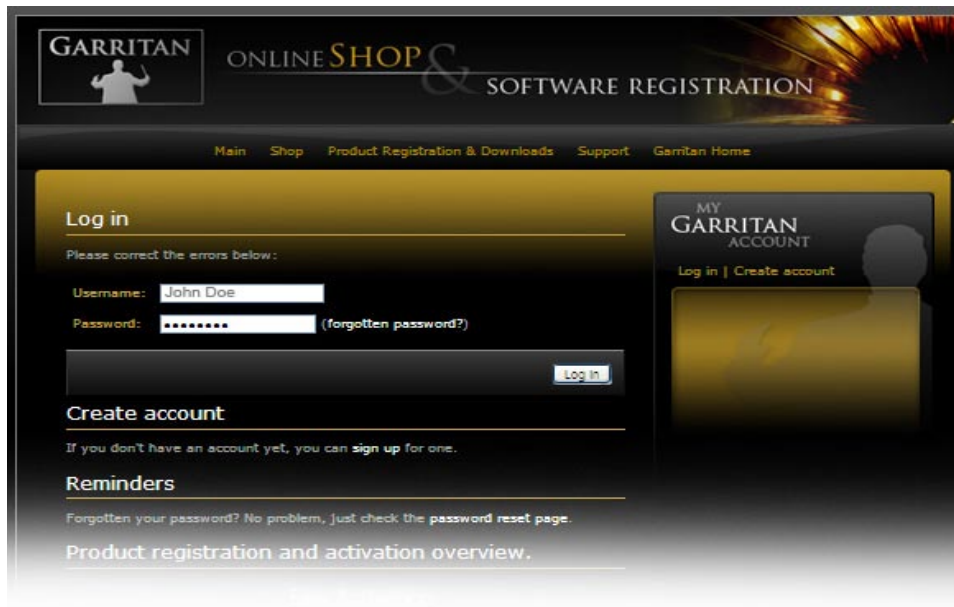 GARRITAN
ONLINE SHOP
& SOFTWARE REGISTRATION
Main Shop Product Registration & Downloads Support Garritan Home
Log in
Please correct the errors below:
Username: John Doe
Password: •••••••• (forgotten password?)
Log in
Create account
If you don't have an account yet, you can sign up for one.
Reminders
Forgotten your password? No problem, just check the password reset page.
Product registration and activation overview.
MY
GARRITAN
ACCOUNT
Log in | Create account